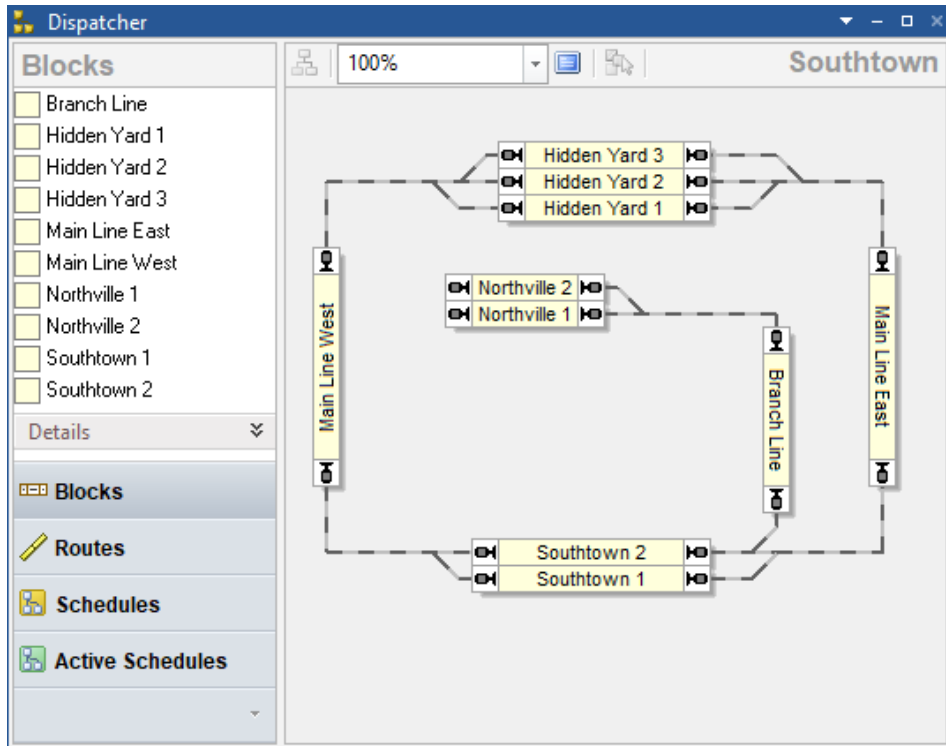 Dispatcher
Blocks
100%
Southtown
Branch Line
Hidden Yard 1
Hidden Yard 2
Hidden Yard 3
Main Line East
Main Line West
Northville 1
Northville 2
Southtown 1
Southtown 2
Details
Blocks
Routes
Schedules
Active Schedules
Hidden Yard 3
Hidden Yard 2
Hidden Yard 1
Northville 2
Northville 1
Main Line West
Branch Line
Main Line East
Southtown 2
Southtown 1